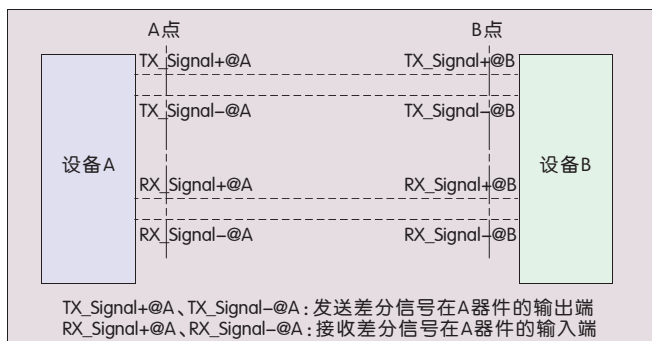 A点 B点
TX_Signal+@A TX_Signal+@B
TX_Signal–@A TX_Signal–@B
设备A 设备B
RX_Signal+@A RX_Signal+@B
RX_Signal–@A RX_Signal–@B
TX_Signal+@A、TX_Signal–@A：发送差分信号在A器件的输出端
RX_Signal+@A、RX_Signal–@A：接收差分信号在A器件的输入端